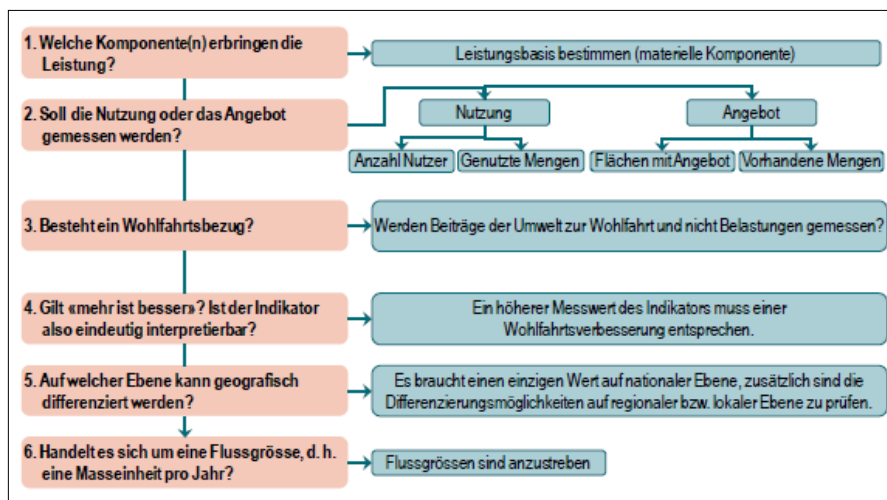 1. Welche Komponente(n) erbringen die
Leistung?
Leistungsbasis bestimmen (materielle Komponente)
2. Soll die Nutzung oder das Angebot
gemessen werden?
Nutzung
Angebot
Anzahl Nutzer
Genutzte Mengen
Flächen mit Angebot
Vorhandene Mengen
3. Besteht ein Wohlfahrtsbezug?
Werden Beiträge der Umwelt zur Wohlfahrt und nicht Belastungen gemessen?
4. Gilt «mehr ist besser»? Ist der Indikator
also eindeutig interpretierbar?
Ein höherer Messwert des Indikators muss einer
Wohlfahrtsverbesserung entsprechen.
5. Auf welcher Ebene kann geografisch
differenziert werden?
Es braucht einen einzigen Wert auf nationaler Ebene, zusätzlich sind die
Differenzierungsmöglichkeiten auf regionaler bzw. lokaler Ebene zu prüfen.
6. Handelt es sich um eine Flussgrösse, d. h.
eine Masseinheit pro Jahr?
Flussgrössen sind anzustreben